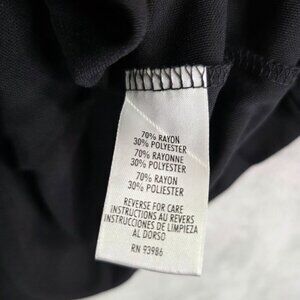 70% RAYON
30% POLYESTER
70% RAYONNE
30% POLYESTER
70% RAYON
30% POLIESTER
REVERSE FOR CARE
INSTRUCTIONS AU REVERS
INSTRUCCIONES DE LIMPIEZA
AL DORSO
RN 93986